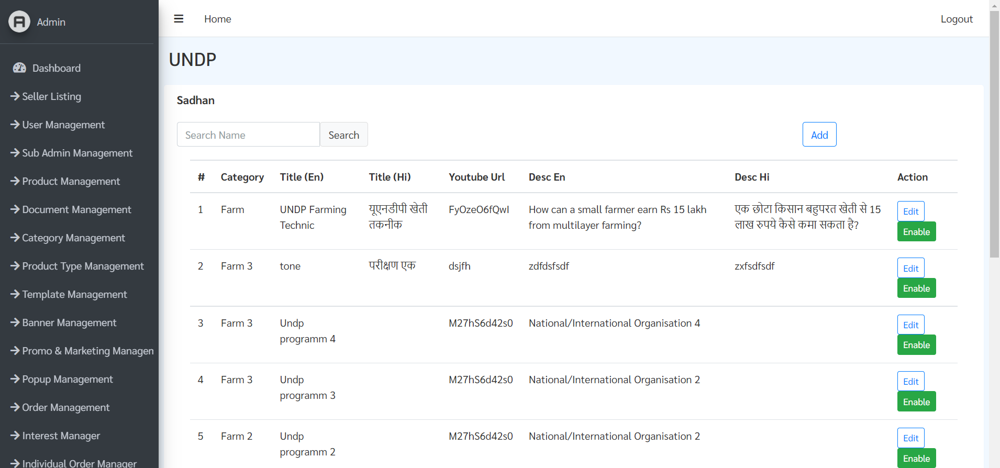 Admin
Home
Logout
Dashboard
Seller Listing
User Management
Sub Admin Management
Product Management
Document Management
Category Management
Product Type Management
Template Management
Banner Management
Promo & Marketing Managen
Popup Management
Order Management
Interest Manager
Individual Order Manager
UNDP
Sadhan
Search Name
Search
Add
# Category Title (En) Title (Hi) Youtube Url Desc En Desc Hi Action
1 Farm UNDP Farming यूएनडीपी खेती FyOzeO6fQwI How can a small farmer earn Rs 15 lakh एक छोटा किसान बहुपरत खेती से 15 Edit
Technic तकनीक from multilayer farming? लाख रुपये कैसे कमा सकता है? Enable
2 Farm 3 tone परीक्षण एक dsjfh zdfdsfsdf zxfsdfsdf Edit
Enable
3 Farm 3 Undp M27hS6d42s0 National/International Organisation 4 Edit
programm 4 Enable
4 Farm 3 Undp M27hS6d42s0 National/International Organisation 2 Edit
programm 3 Enable
5 Farm 2 Undp M27hS6d42s0 National/International Organisation 2 Edit
programm 2 Enable